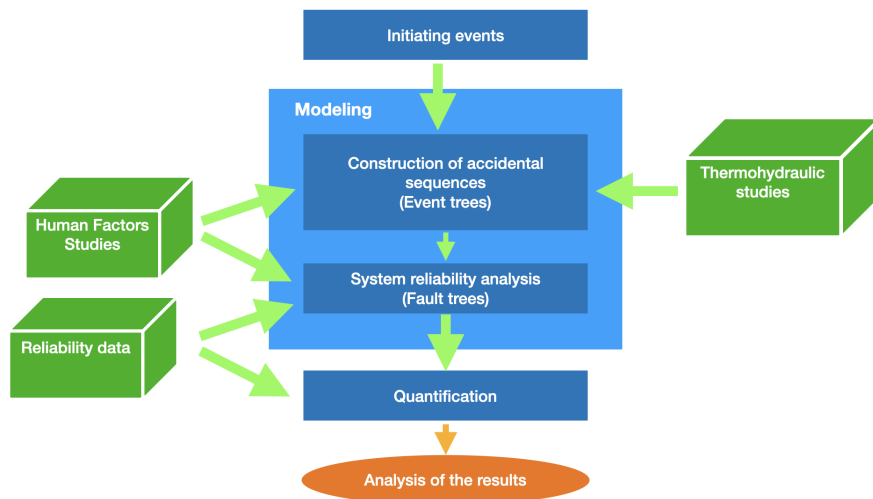 Initiating events
Modeling
Construction of accidental
sequences
(Event trees)
Thermohydraulic
studies
Human Factors
Studies
System reliability analysis
(Fault trees)
Reliability data
Quantification
Analysis of the results